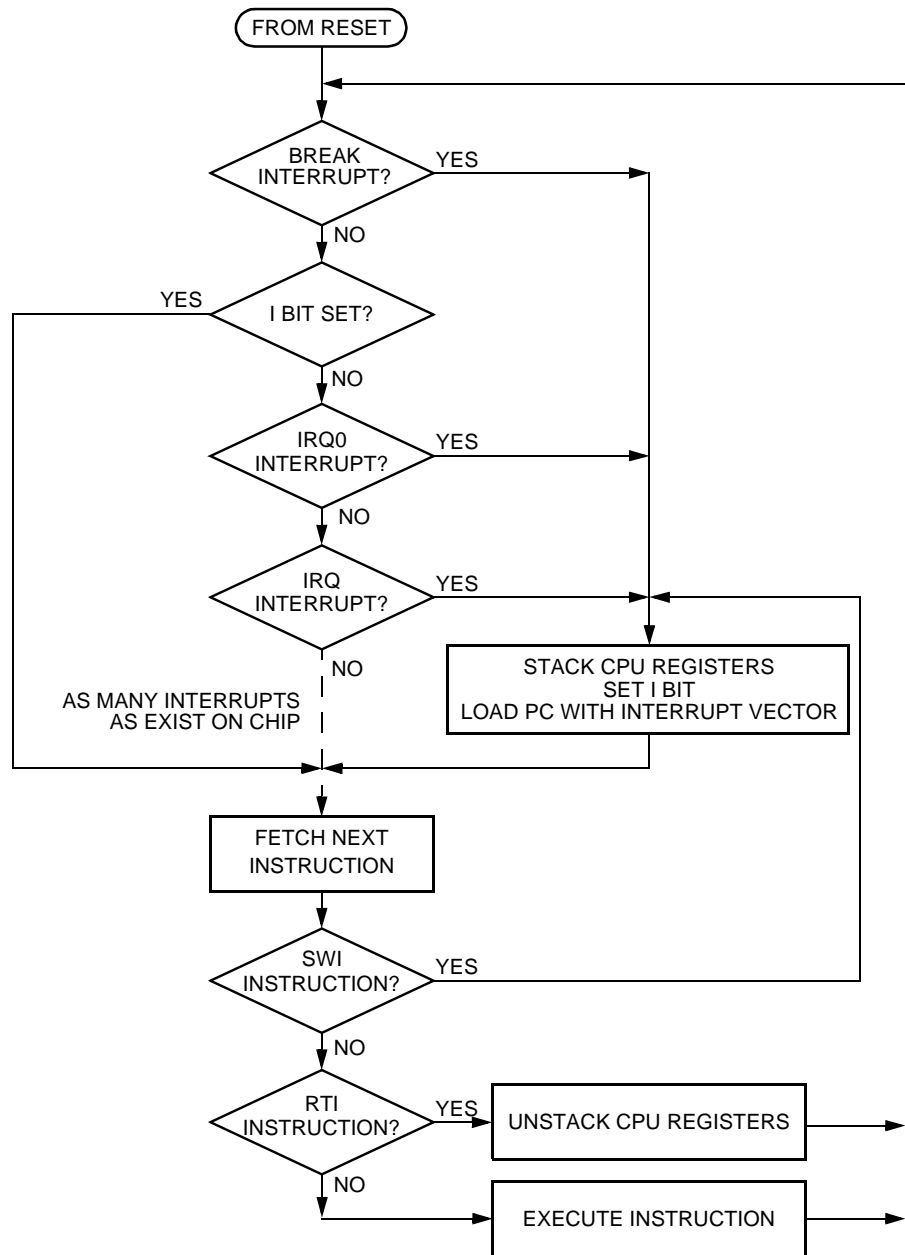 FROM RESET
BREAK
INTERRUPT?
YES
NO
YES
I BIT SET?
NO
IRQ0
INTERRUPT?
YES
NO
IRQ
INTERRUPT?
YES
NO
STACK CPU REGISTERS
SET I BIT
LOAD PC WITH INTERRUPT VECTOR
AS MANY INTERRUPTS
AS EXIST ON CHIP
FETCH NEXT
INSTRUCTION
SWI
INSTRUCTION?
YES
NO
RTI
INSTRUCTION?
YES
UNSTACK CPU REGISTERS
NO
EXECUTE INSTRUCTION